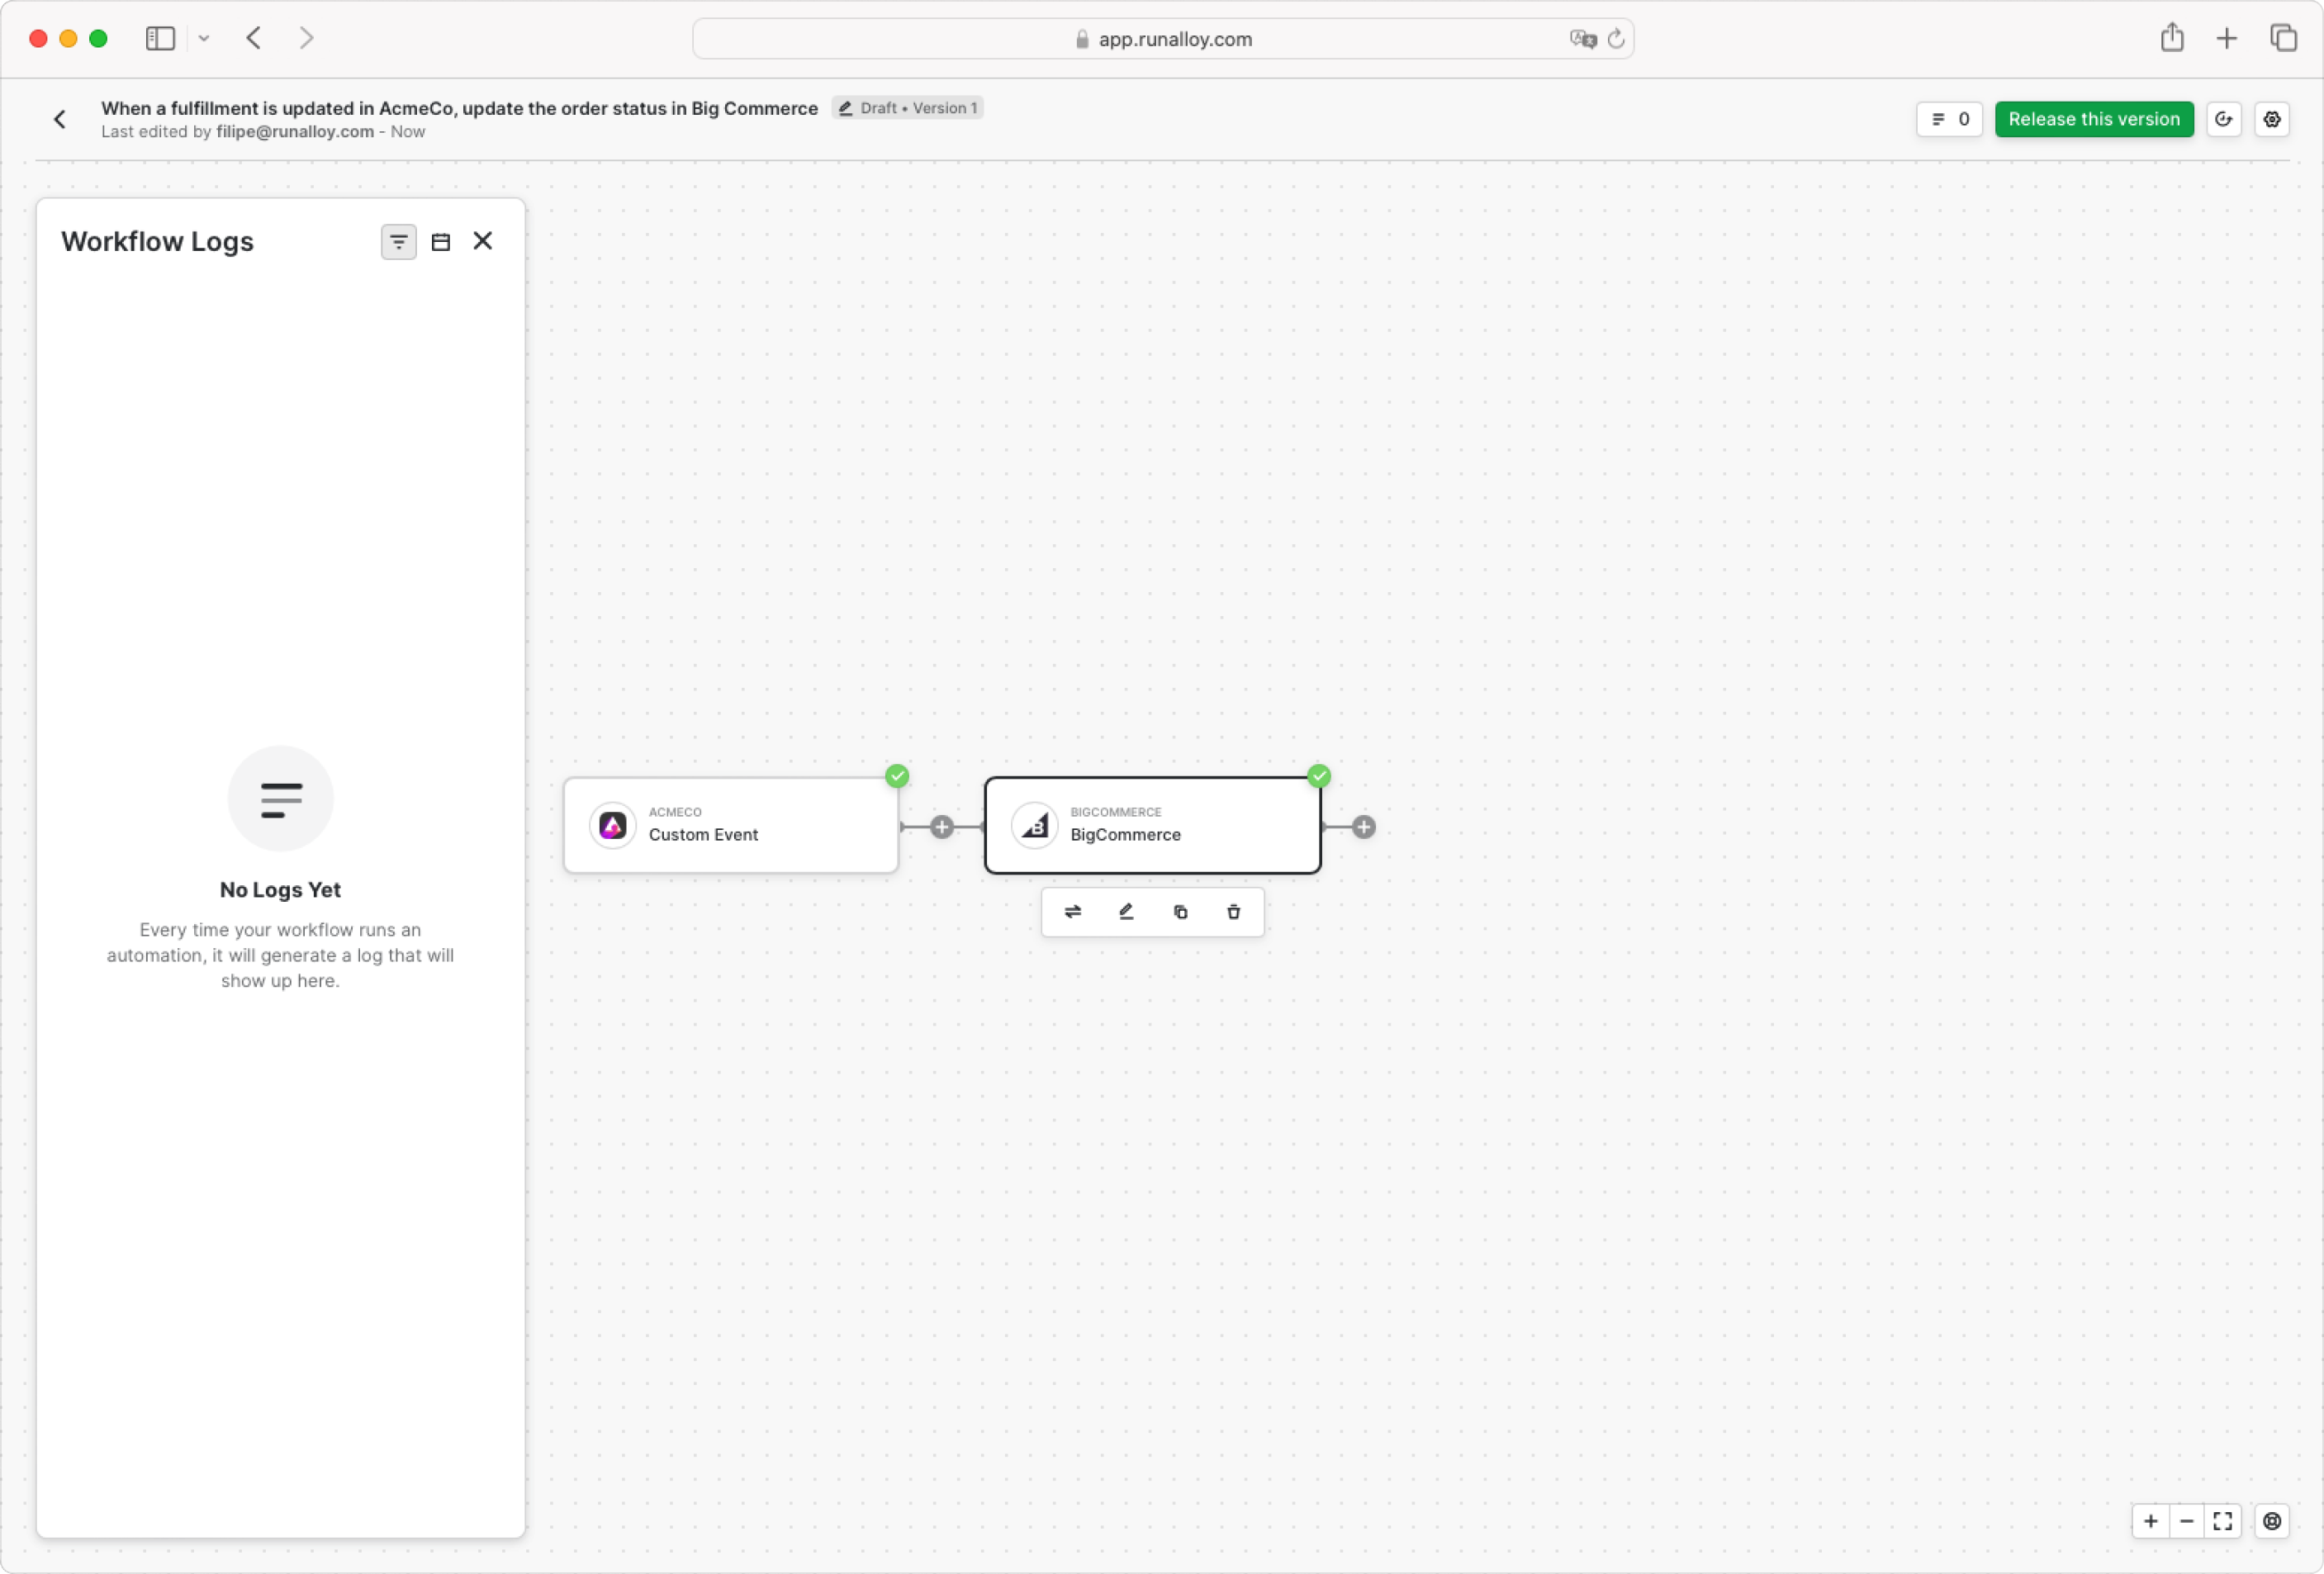 app.runalloy.com
When a fulfillment is updated in AcmeCo, update the order status in Big Commerce
Draft • Version 1
Last edited by filipe@runalloy.com - Now
0
Release this version
Workflow Logs
No Logs Yet
Every time your workflow runs an
automation, it will generate a log that will
show up here.
ACMECO
Custom Event
BIGCOMMERCE
BigCommerce